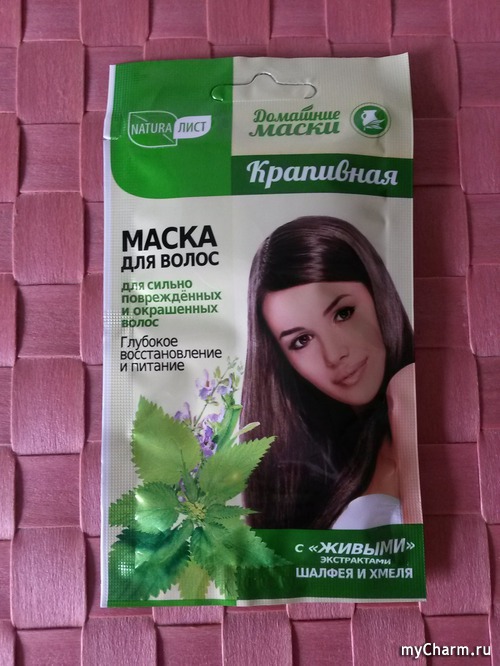 NATURA ЛИСТ
Домашние
маски
Крапивная
МАСКА
ДЛЯ ВОЛОС
для сильно
повреждённых
и окрашенных
волос
Глубокое
восстановление
и питание
с «ЖИВЫМИ»
ЭКСТРАКТАМИ
ШАЛФЕЯ И ХМЕЛЯ
myCharm.ru